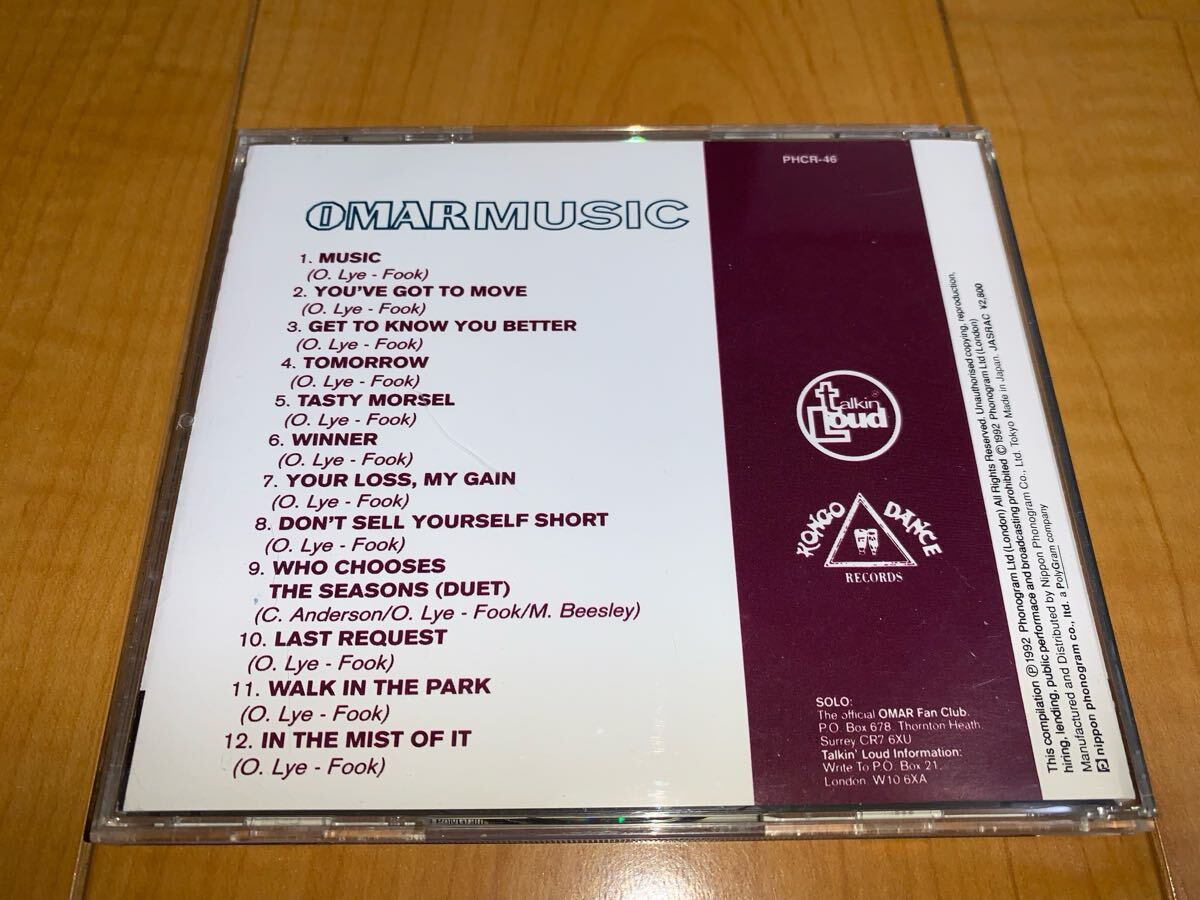 OMAR MUSIC
1. MUSIC
(O. Lye - Fook)
2. YOU'VE GOT TO MOVE
(O. Lye - Fook)
3. GET TO KNOW YOU BETTER
(O. Lye - Fook)
4. TOMORROW
(O. Lye - Fook)
5. TASTY MORSEL
(O. Lye - Fook)
6. WINNER
(O. Lye - Fook)
7. YOUR LOSS, MY GAIN
(O. Lye - Fook)
8. DON'T SELL YOURSELF SHORT
(O. Lye - Fook)
9. WHO CHOOSES
THE SEASONS (DUET)
(C. Anderson/O. Lye - Fook/M. Beesley)
10. LAST REQUEST
(O. Lye - Fook)
11. WALK IN THE PARK
(O. Lye - Fook)
12. IN THE MIST OF IT
(O. Lye - Fook)
PHCR-46
talkin ®
Loud
KONGO DANCE
RECORDS
SOLO:
The official OMAR Fan Club.
P.O. Box 678, Thornton Heath,
Surrey CR7 6XU
Talkin' Loud Information:
Write To P.O. Box 21,
London. W10 6XA
This compilation ℗ 1992 Phonogram Ltd (London) All Rights Reserved. Unauthorised copying, reproduction,
hiring, lending, public performace and broadcasting prohibited © 1992 Phonogram Ltd (London)
Manufactured and Distributed by Nippon Phonogram Co., Ltd. Tokyo Made in Japan. JASRAC ¥2,800
nippon phonogram co., ltd. a PolyGram company